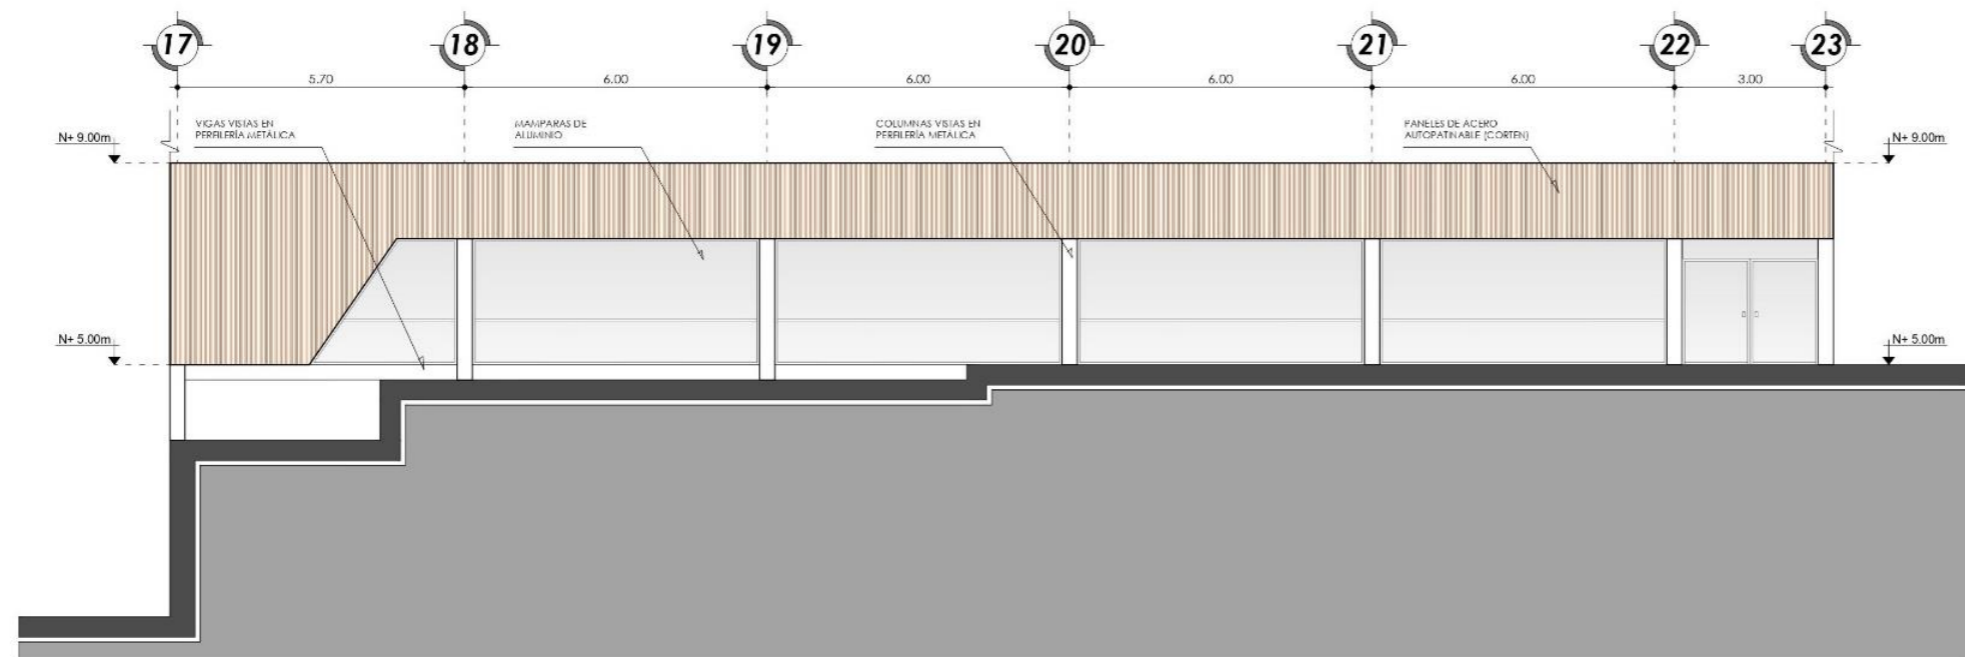 17 18 19 20 21 22 23
5.70 6.00 6.00 6.00 6.00 3.00
VIGAS VISTAS EN
PERFILERÍA METÁLICA
MAMPARAS DE
ALUMINIO
COLUMNAS VISTAS EN
PERFILERÍA METÁLICA
PANELES DE ACERO
AUTOPATINABLE (CORTEN)
N+ 9.00m
N+ 9.00m
N+ 5.00m
N+ 5.00m